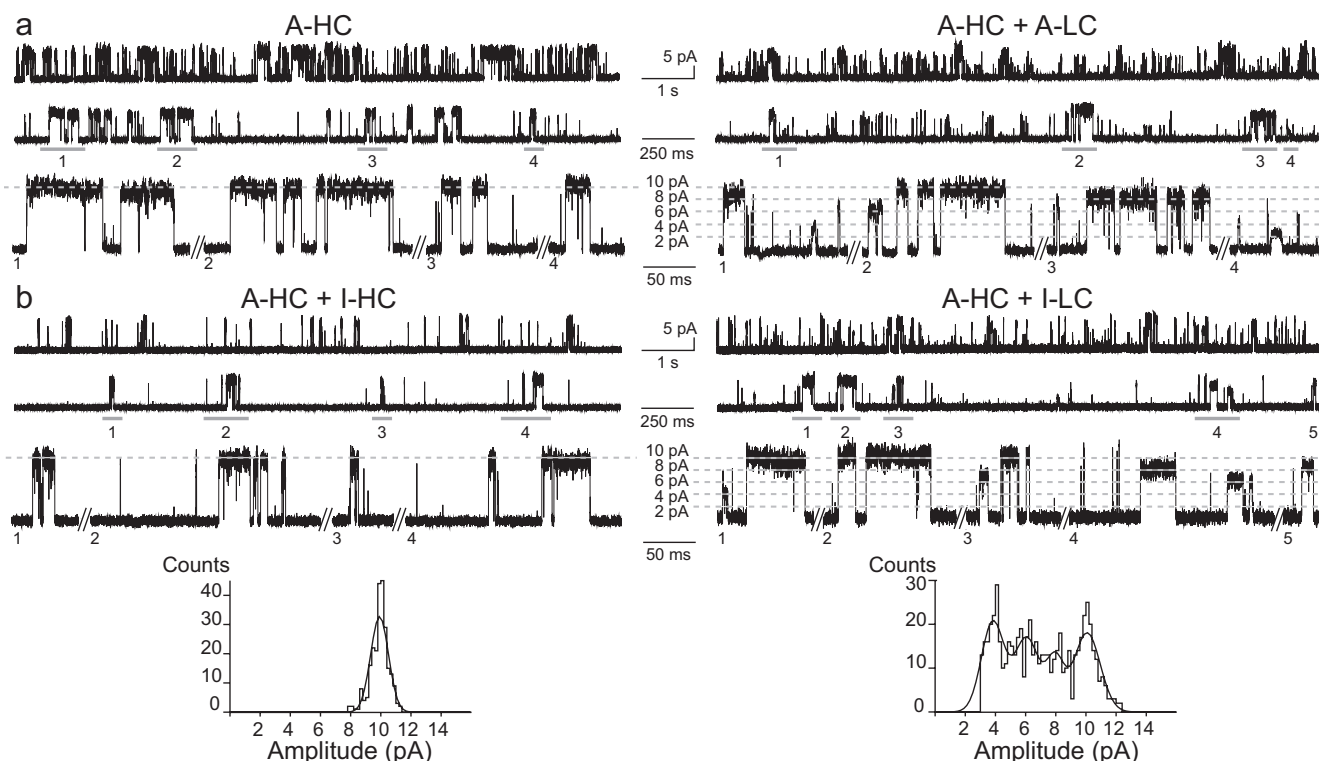 a
A-HC
A-HC + A-LC
5 pA
1 s
250 ms
1 2 3 4
1 2 3 4
10 pA
8 pA
6 pA
4 pA
2 pA
1 2 3 4
50 ms
1 2 3 4
b
A-HC + I-HC
A-HC + I-LC
5 pA
1 s
250 ms
1 2 3 4
1 2 3 4 5
10 pA
8 pA
6 pA
4 pA
2 pA
1 2 3 4
50 ms
1 2 3 4 5
Counts
40
30
20
10
0
2 4 6 8 10 12 14
Amplitude (pA)
Counts
30
20
10
0
2 4 6 8 10 12 14
Amplitude (pA)